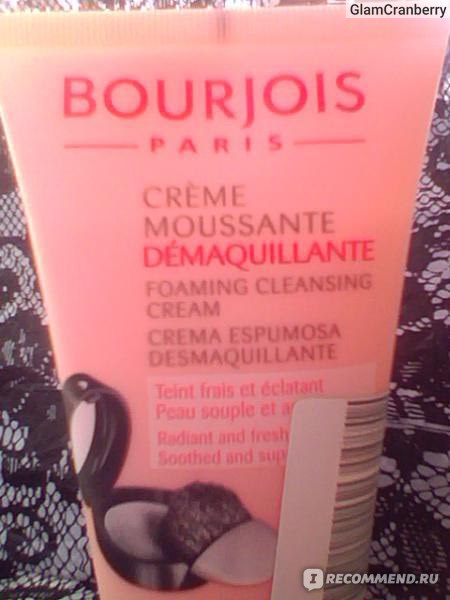 GlamCranberry
BOURJOIS
PARIS
CRÈME
MOUSSANTE
DÉMAQUILLANTE
FOAMING CLEANSING
CREAM
CREMA ESPUMOSA
DESMAQUILLANTE
Teint frais et éclatant
Peau souple et
Radiant and fresh
Soothed and
I RECOMMEND.RU